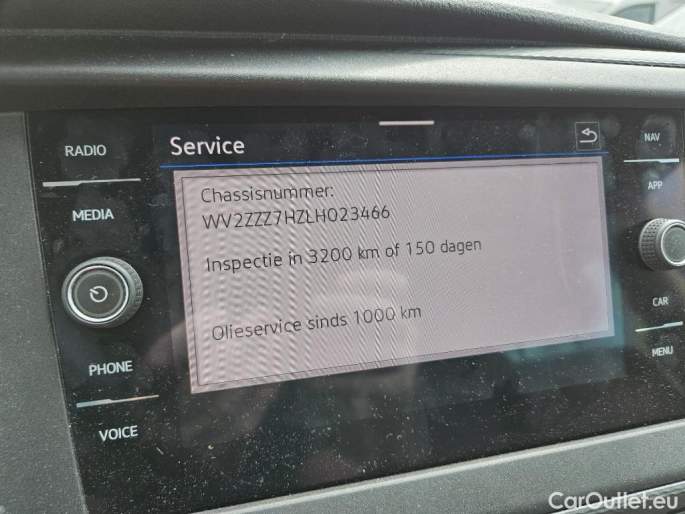 RADIO
MEDIA
PHONE
VOICE
Service
Chassisnummer:
WV2ZZZ7HZLH023466
Inspectie in 3200 km of 150 dagen
Olieservice sinds 1000 km
NAV
APP
CAR
MENU
CarOutlet.eu